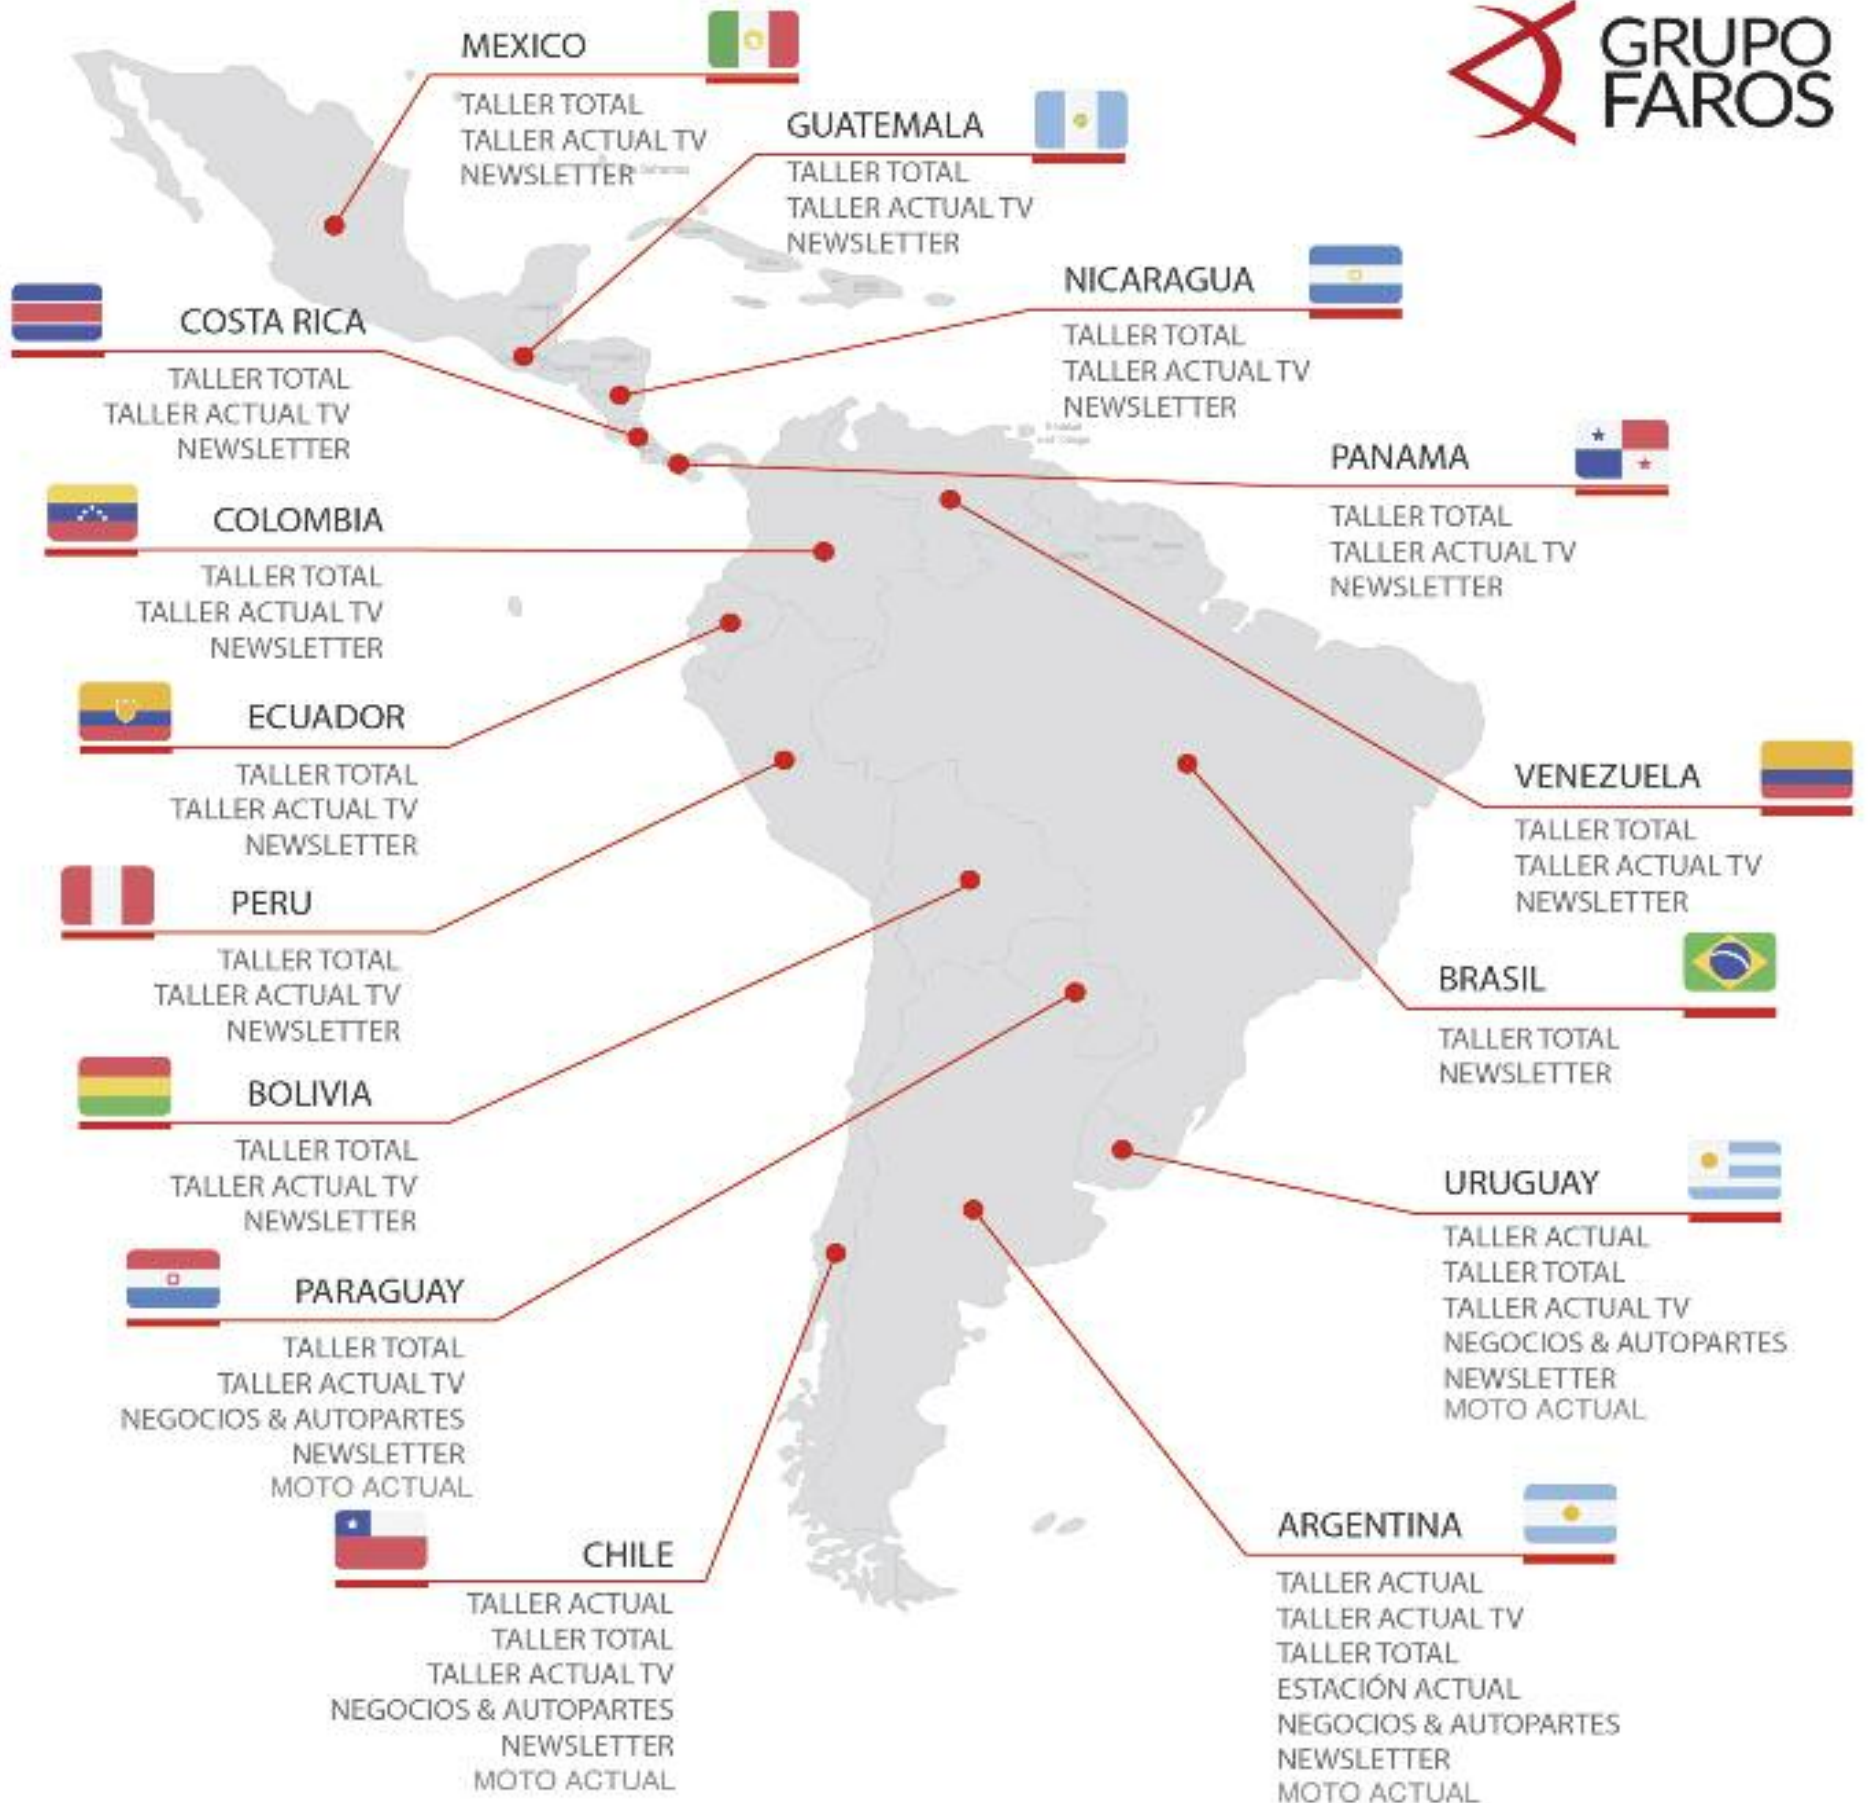 GRUPO
FAROS
MEXICO
TALLER TOTAL
TALLER ACTUAL TV
NEWSLETTER
GUATEMALA
TALLER TOTAL
TALLER ACTUAL TV
NEWSLETTER
NICARAGUA
TALLER TOTAL
TALLER ACTUAL TV
NEWSLETTER
COSTA RICA
TALLER TOTAL
TALLER ACTUAL TV
NEWSLETTER
PANAMA
TALLER TOTAL
TALLER ACTUAL TV
NEWSLETTER
COLOMBIA
TALLER TOTAL
TALLER ACTUAL TV
NEWSLETTER
ECUADOR
TALLER TOTAL
TALLER ACTUAL TV
NEWSLETTER
VENEZUELA
TALLER TOTAL
TALLER ACTUAL TV
NEWSLETTER
PERU
TALLER TOTAL
TALLER ACTUAL TV
NEWSLETTER
BRASIL
TALLER TOTAL
NEWSLETTER
BOLIVIA
TALLER TOTAL
TALLER ACTUAL TV
NEWSLETTER
URUGUAY
TALLER ACTUAL
TALLER TOTAL
TALLER ACTUAL TV
NEGOCIOS & AUTOPARTES
NEWSLETTER
MOTO ACTUAL
PARAGUAY
TALLER TOTAL
TALLER ACTUAL TV
NEGOCIOS & AUTOPARTES
NEWSLETTER
MOTO ACTUAL
CHILE
TALLER ACTUAL
TALLER TOTAL
TALLER ACTUAL TV
NEGOCIOS & AUTOPARTES
NEWSLETTER
MOTO ACTUAL
ARGENTINA
TALLER ACTUAL
TALLER ACTUAL TV
TALLER TOTAL
ESTACIÓN ACTUAL
NEGOCIOS & AUTOPARTES
NEWSLETTER
MOTO ACTUAL